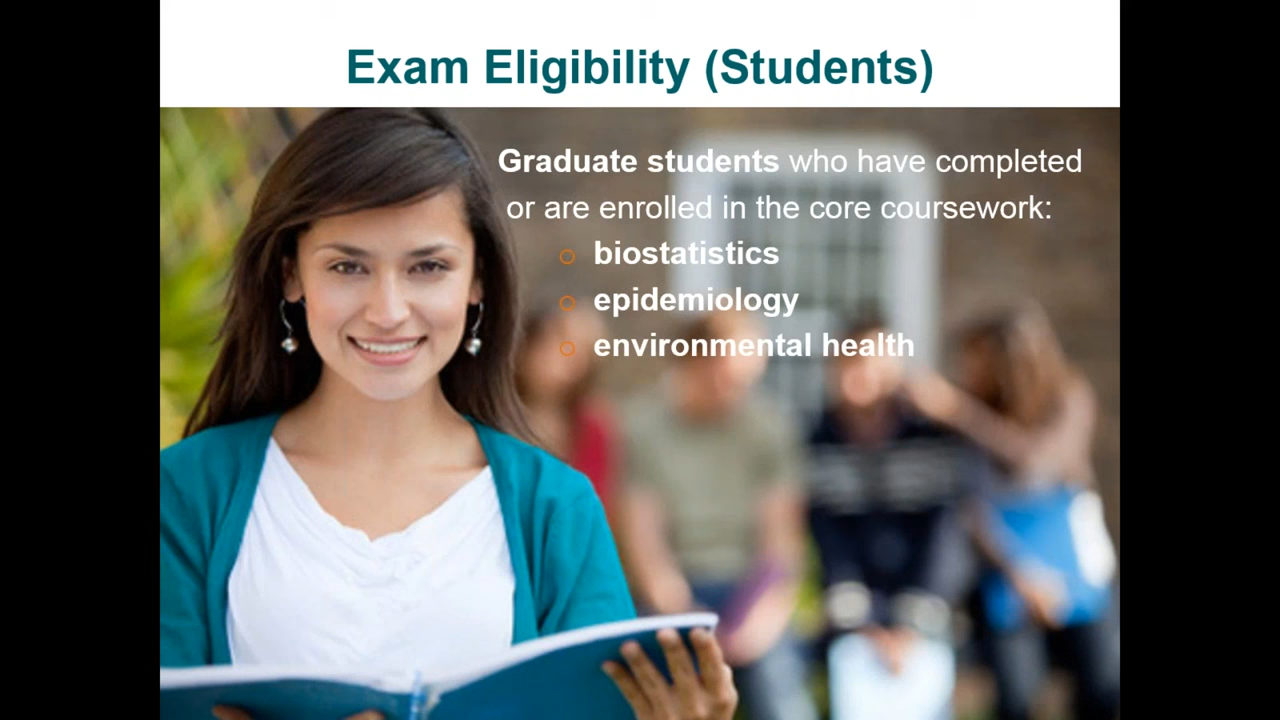 Exam Eligibility (Students)
Graduate students who have completed
or are enrolled in the core coursework:
biostatistics
epidemiology
environmental health